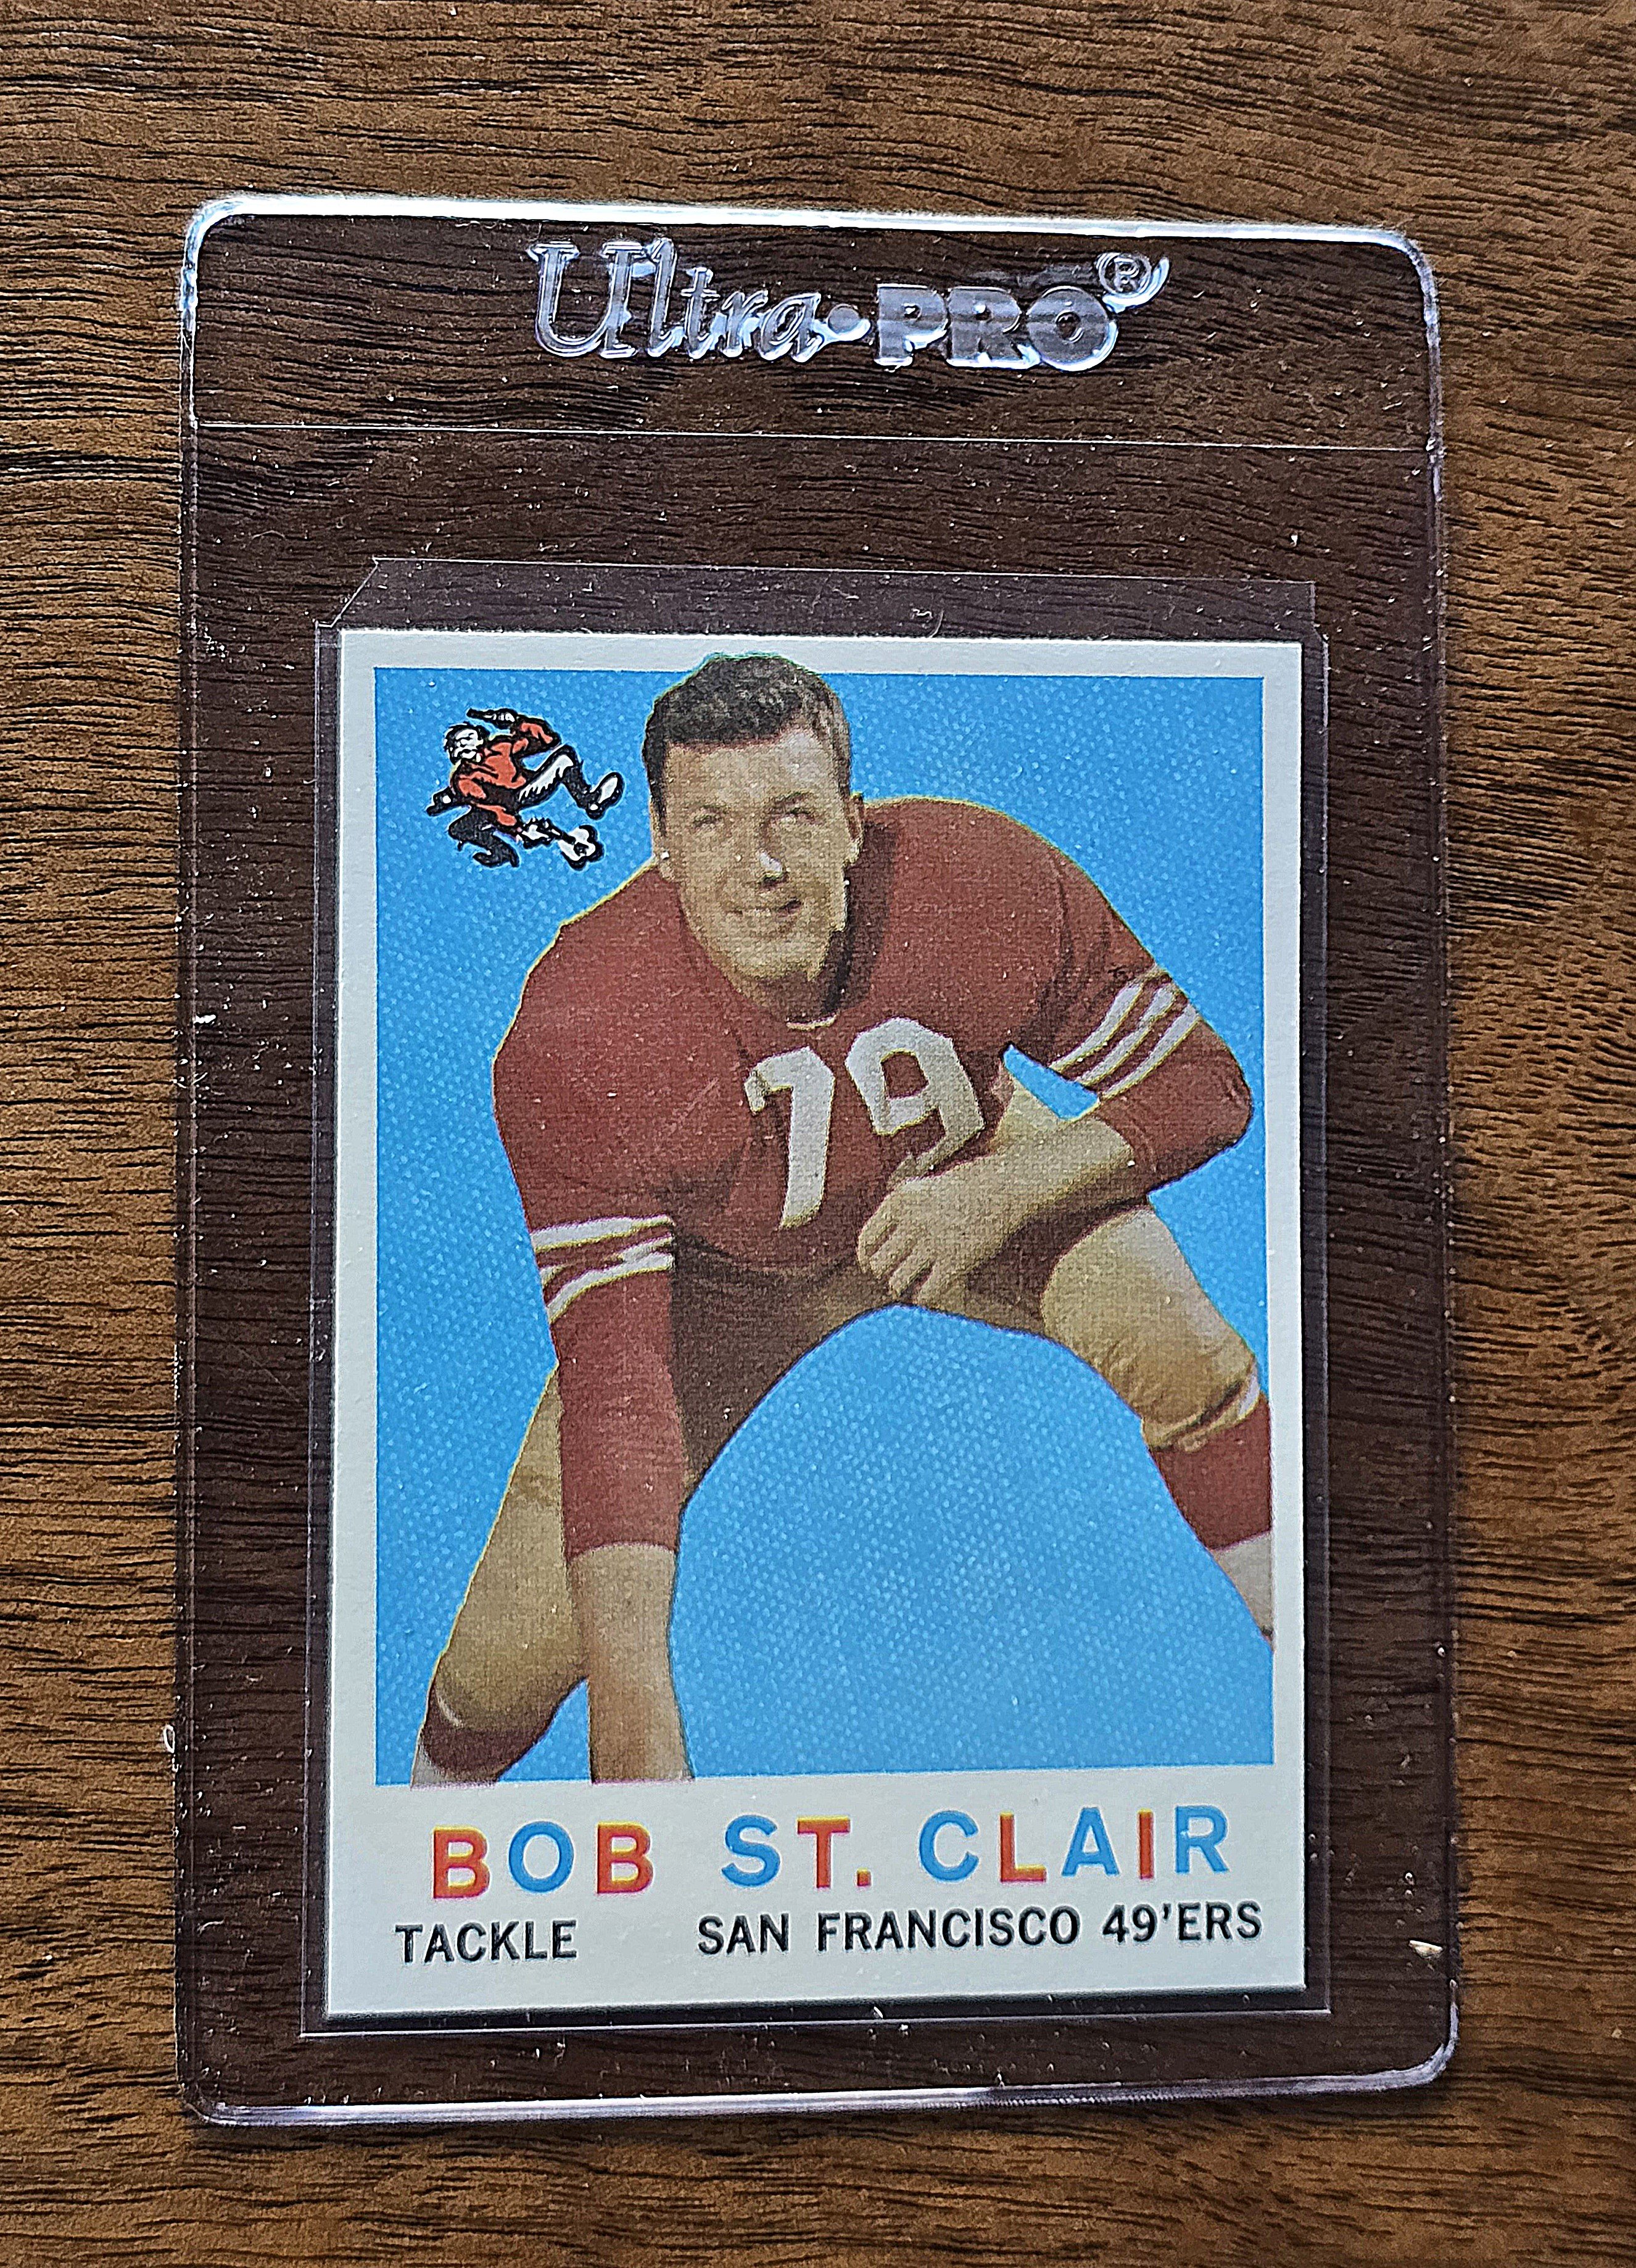 Ultra•PRO®
79
BOB ST. CLAIR
TACKLE SAN FRANCISCO 49'ERS